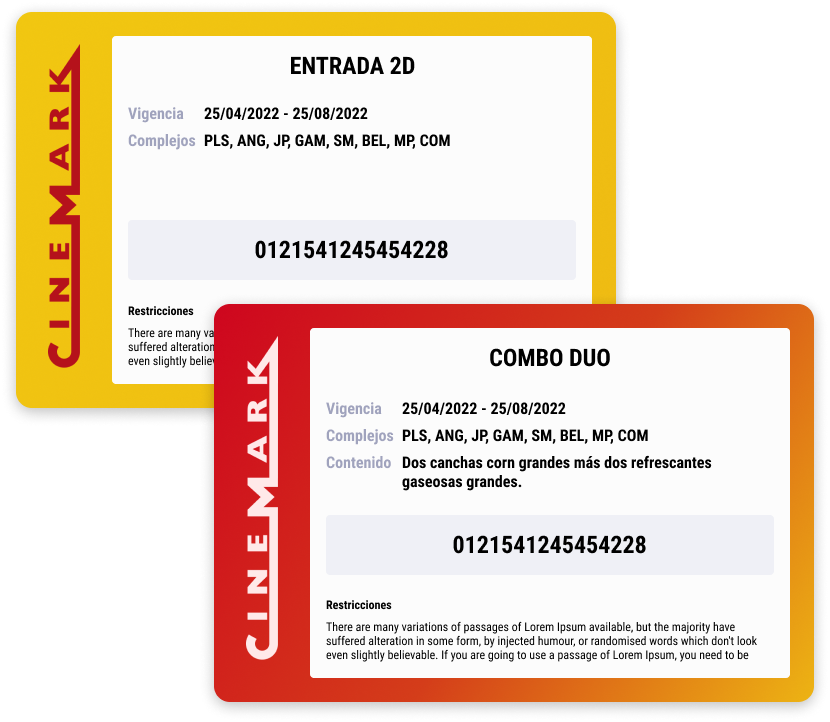 CINEMARK
ENTRADA 2D
Vigencia 25/04/2022 - 25/08/2022
Complejos PLS, ANG, JP, GAM, SM, BEL, MP, COM
0121541245454228
Restricciones
There are many va
suffered alteration
even slightly believ
CINEMARK
COMBO DUO
Vigencia 25/04/2022 - 25/08/2022
Complejos PLS, ANG, JP, GAM, SM, BEL, MP, COM
Contenido Dos canchas corn grandes más dos refrescantes
gaseosas grandes.
0121541245454228
Restricciones
There are many variations of passages of Lorem Ipsum available, but the majority have
suffered alteration in some form, by injected humour, or randomised words which don't look
even slightly believable. If you are going to use a passage of Lorem Ipsum, you need to be